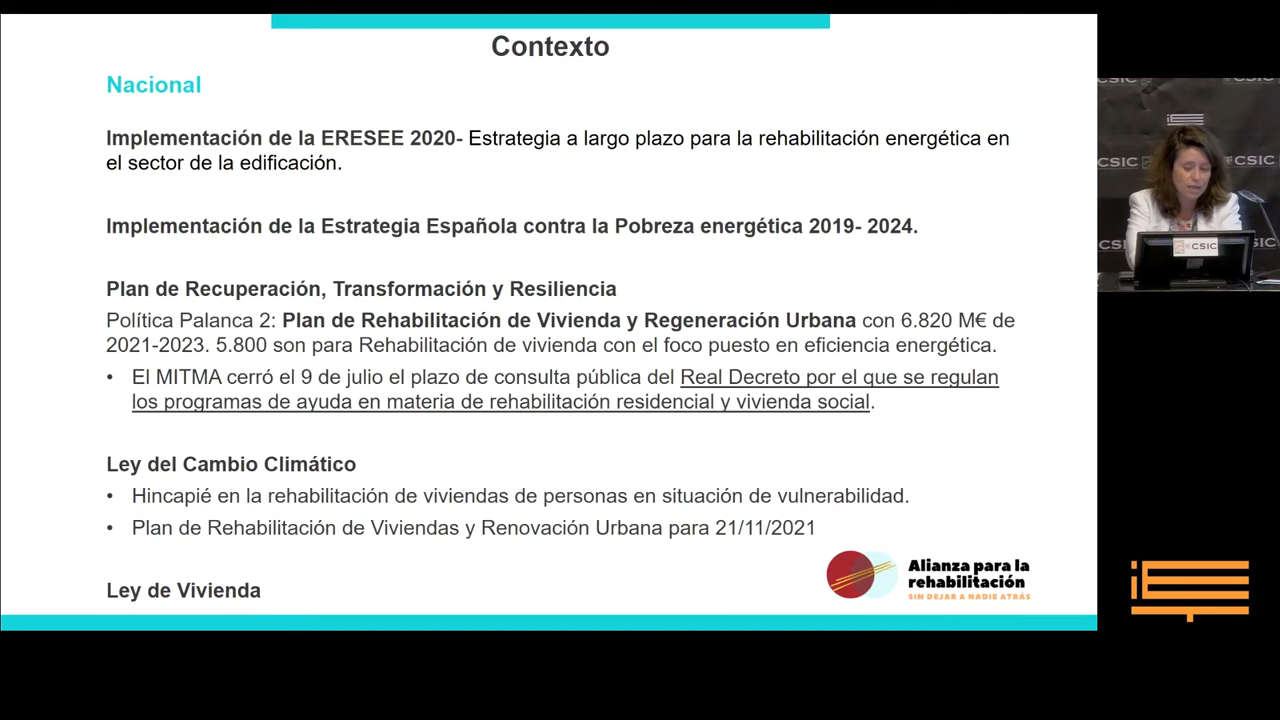 Contexto
Nacional
Implementación de la ERESEE 2020- Estrategia a largo plazo para la rehabilitación energética en
el sector de la edificación.
Implementación de la Estrategia Española contra la Pobreza energética 2019- 2024.
Plan de Recuperación, Transformación y Resiliencia
Política Palanca 2: Plan de Rehabilitación de Vivienda y Regeneración Urbana con 6.820 M€ de
2021-2023. 5.800 son para Rehabilitación de vivienda con el foco puesto en eficiencia energética.
• El MITMA cerró el 9 de julio el plazo de consulta pública del Real Decreto por el que se regulan
los programas de ayuda en materia de rehabilitación residencial y vivienda social.
Ley del Cambio Climático
• Hincapié en la rehabilitación de viviendas de personas en situación de vulnerabilidad.
• Plan de Rehabilitación de Viviendas y Renovación Urbana para 21/11/2021
Ley de Vivienda
Alianza para la
rehabilitación
SIN DEJAR A NADIE ATRÁS
CSIC
CSIC
CSIC
CSIC
CSIC
CSIC
CSIC